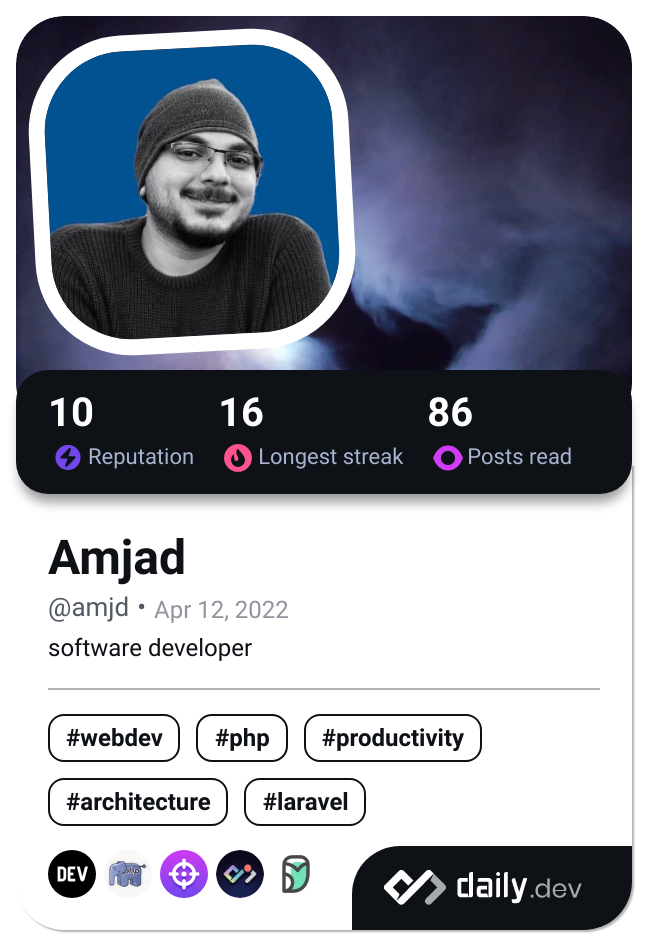 10 16 86
Reputation Longest streak Posts read
Amjad
@amjd • Apr 12, 2022
software developer
#webdev #php #productivity
#architecture #laravel
DEV php daily.dev